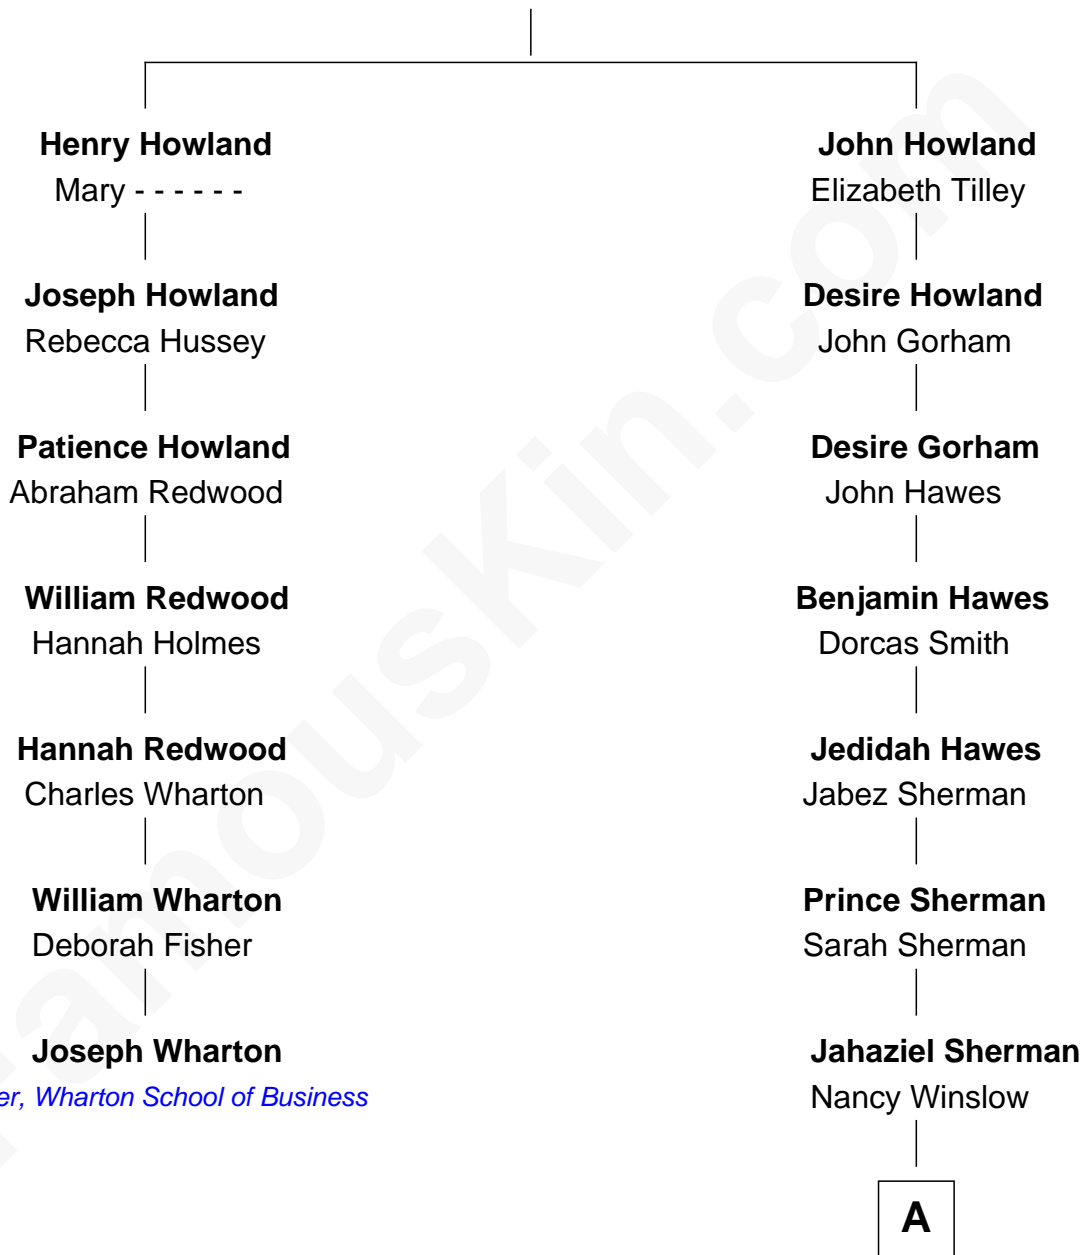 Henry Howland
Mary - - - - - -
John Howland
Elizabeth Tilley
Joseph Howland
Rebecca Hussey
Desire Howland
John Gorham
Patience Howland
Abraham Redwood
Desire Gorham
John Hawes
William Redwood
Hannah Holmes
Benjamin Hawes
Dorcas Smith
Hannah Redwood
Charles Wharton
Jedidah Hawes
Jabez Sherman
William Wharton
Deborah Fisher
Prince Sherman
Sarah Sherman
Joseph Wharton
Wharton School of Business
Jahaziel Sherman
Nancy Winslow
A
FamousKin.com